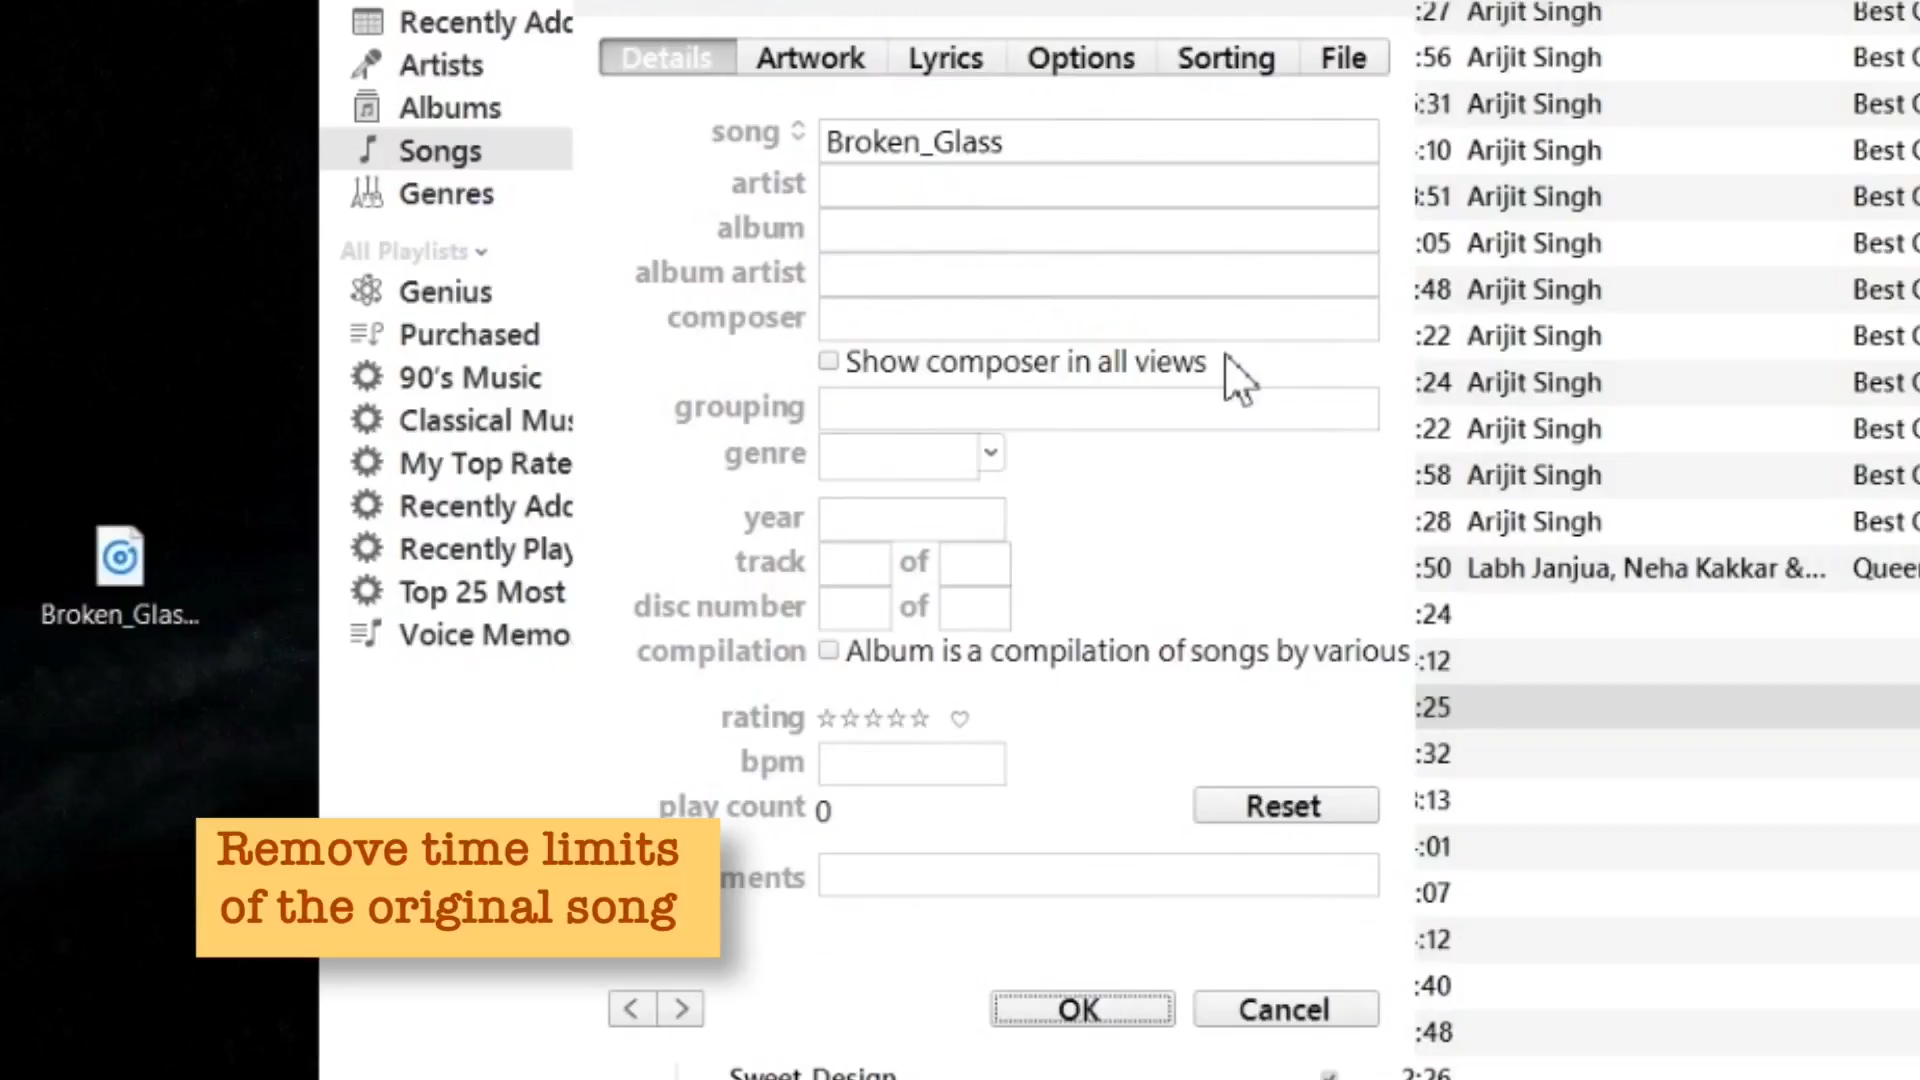 Recently Adc
Artists
Albums
Songs
Genres
All Playlists
Genius
Purchased
90's Music
Classical Mus
My Top Rate
Recently Adc
Recently Play
Top 25 Most
Voice Memo
Broken_Glas...
Details Artwork Lyrics Options Sorting File
song Broken_Glass
artist
album
album artist
composer
Show composer in all views
grouping
genre
year
track of
disc number of
compilation Album is a compilation of songs by various
rating
bpm
play count 0
Reset
ments
Remove time limits
of the original song
< >
OK
Cancel
:27 Arijit Singh Best
:56 Arijit Singh Best
:31 Arijit Singh Best
:10 Arijit Singh Best
:51 Arijit Singh Best
:05 Arijit Singh Best
:48 Arijit Singh Best
:22 Arijit Singh Best
:24 Arijit Singh Best
:22 Arijit Singh Best
:58 Arijit Singh Best
:28 Arijit Singh Best
:50 Labh Janjua, Neha Kakkar &... Queer
:24
:12
:25
:32
:13
:01
:07
:12
:40
:48
Sweet Design 2:26